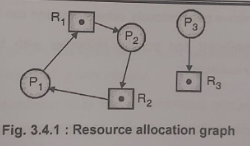 R1
P2
P3
P1
R2
R3
Fig. 3.4.1 : Resource allocation graph